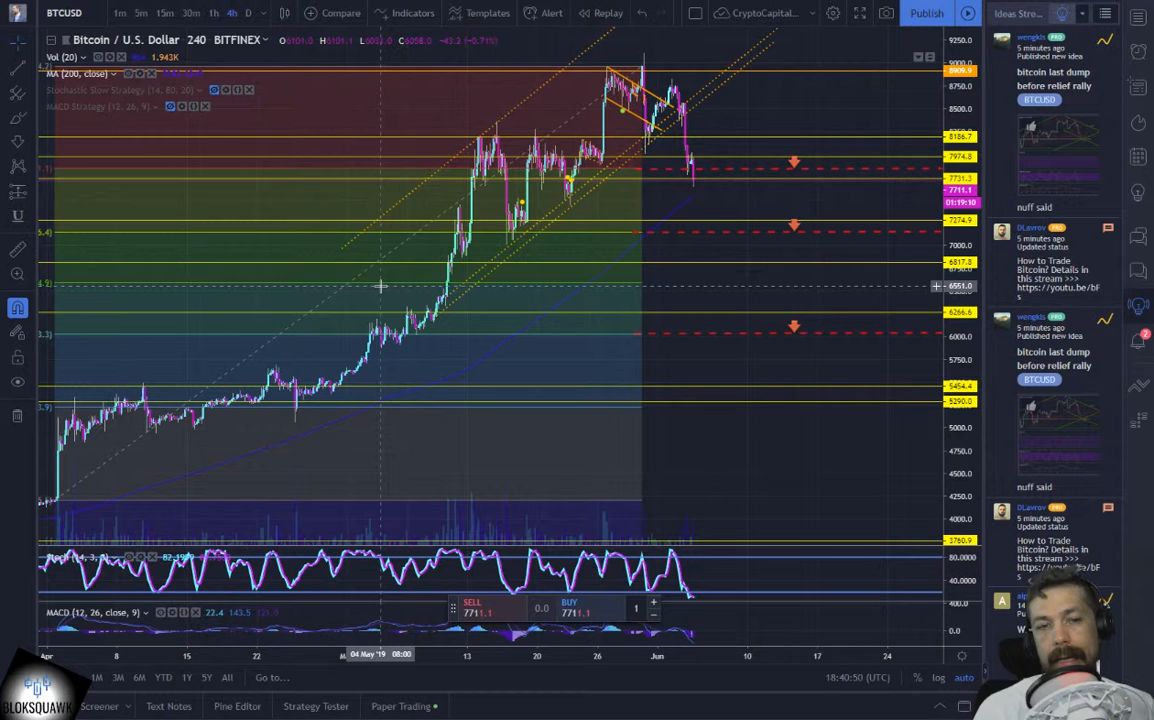 BTCUSD
1m 5m 15m 30m 1h 4h D
Compare
Indicators
Templates
Alert
Replay
CryptoCapital...
Publish
Ideas Stre...
Bitcoin / U.S. Dollar 240 BITFINEX
Vol (20) 1.943K
MA (200, close)
Stochastic Slow Strategy (14, 80, 20)
MACD Strategy (12, 26, 9)
9250.0
8909.9
8750.0
8500.0
8186.7
7974.8
7731.3
7711.1
01:19:10
7274.9
7000.0
6817.8
6551.0
6266.6
6000.0
5750.0
5454.4
5290.0
5000.0
4750.0
4500.0
4250.0
4000.0
3760.9
80.0000
40.0000
400.0
0.0
MACD (12, 26, close, 9) 22.4 143.5
SELL
7711.1
0.0
BUY
7711.1
1
Apr 8 15 22
04 May '19 08:00
13 20 26 Jun 10 17 24
1M 3M 6M YTD 1Y 5Y All Go to...
18:40:50 (UTC)
% log auto
Screener
Text Notes
Pine Editor
Strategy Tester
Paper Trading
BLOKSQUAWK
wengkls PRO
5 minutes ago
Published new idea
bitcoin last dump
before relief rally
BTCUSD
nuff said
DLavrov PRO
5 minutes ago
Updated status
How to Trade
Bitcoin? Details in
this stream >>>
https://youtu.be/bF
s
wengkls PRO
5 minutes ago
Published new idea
bitcoin last dump
before relief rally
BTCUSD
nuff said
DLavrov PRO
5 minutes ago
Updated status
How to Trade
Bitcoin? Details in
this stream >>>
2